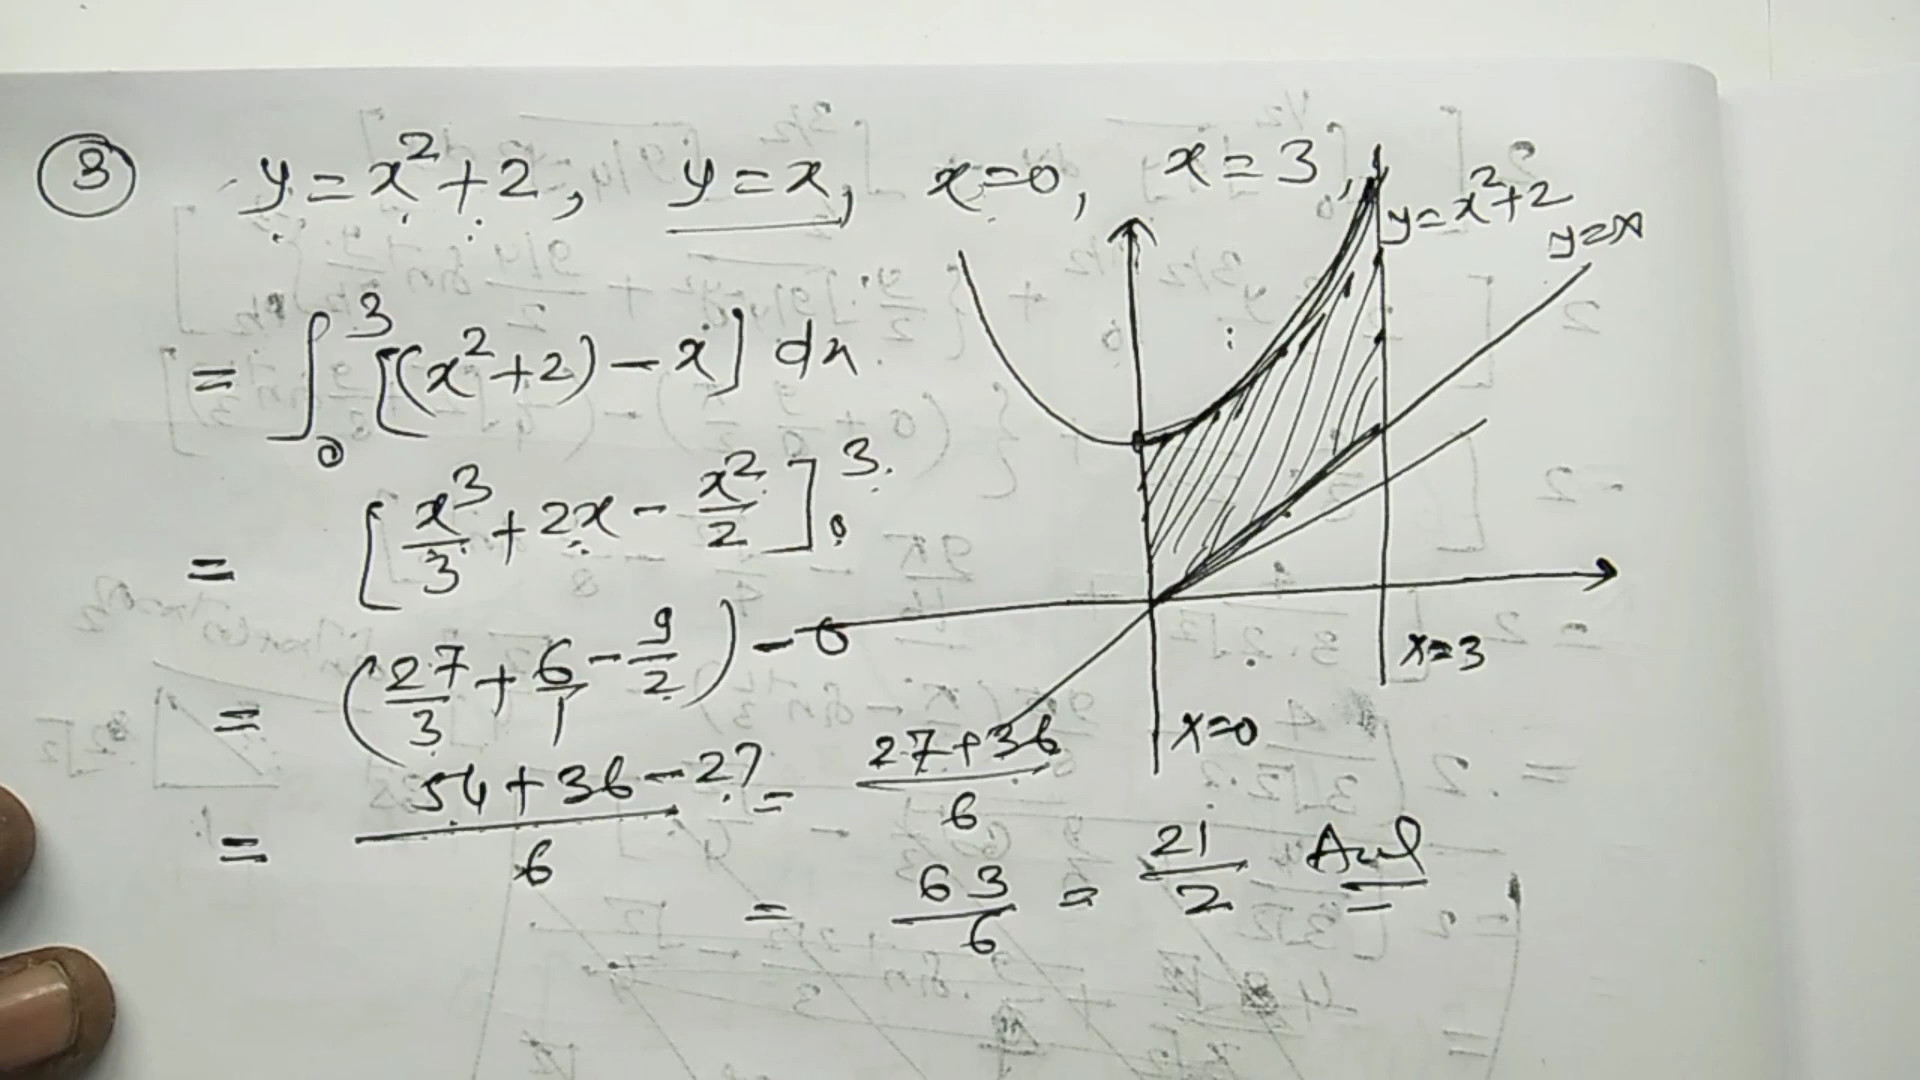 ③ y = x² + 2, y = x, x = 0, x = 3,
= ∫₀³ [(x² + 2) − x] dx
= [x³/3 + 2x − x²/2]₀³
= (27/3 + 6/1 − 9/2) − 0
= (54 + 36 − 27)/6 = (27 + 36)/6
= 63/6 = 21/2
y = x² + 2
y = x
x = 3
x = 0